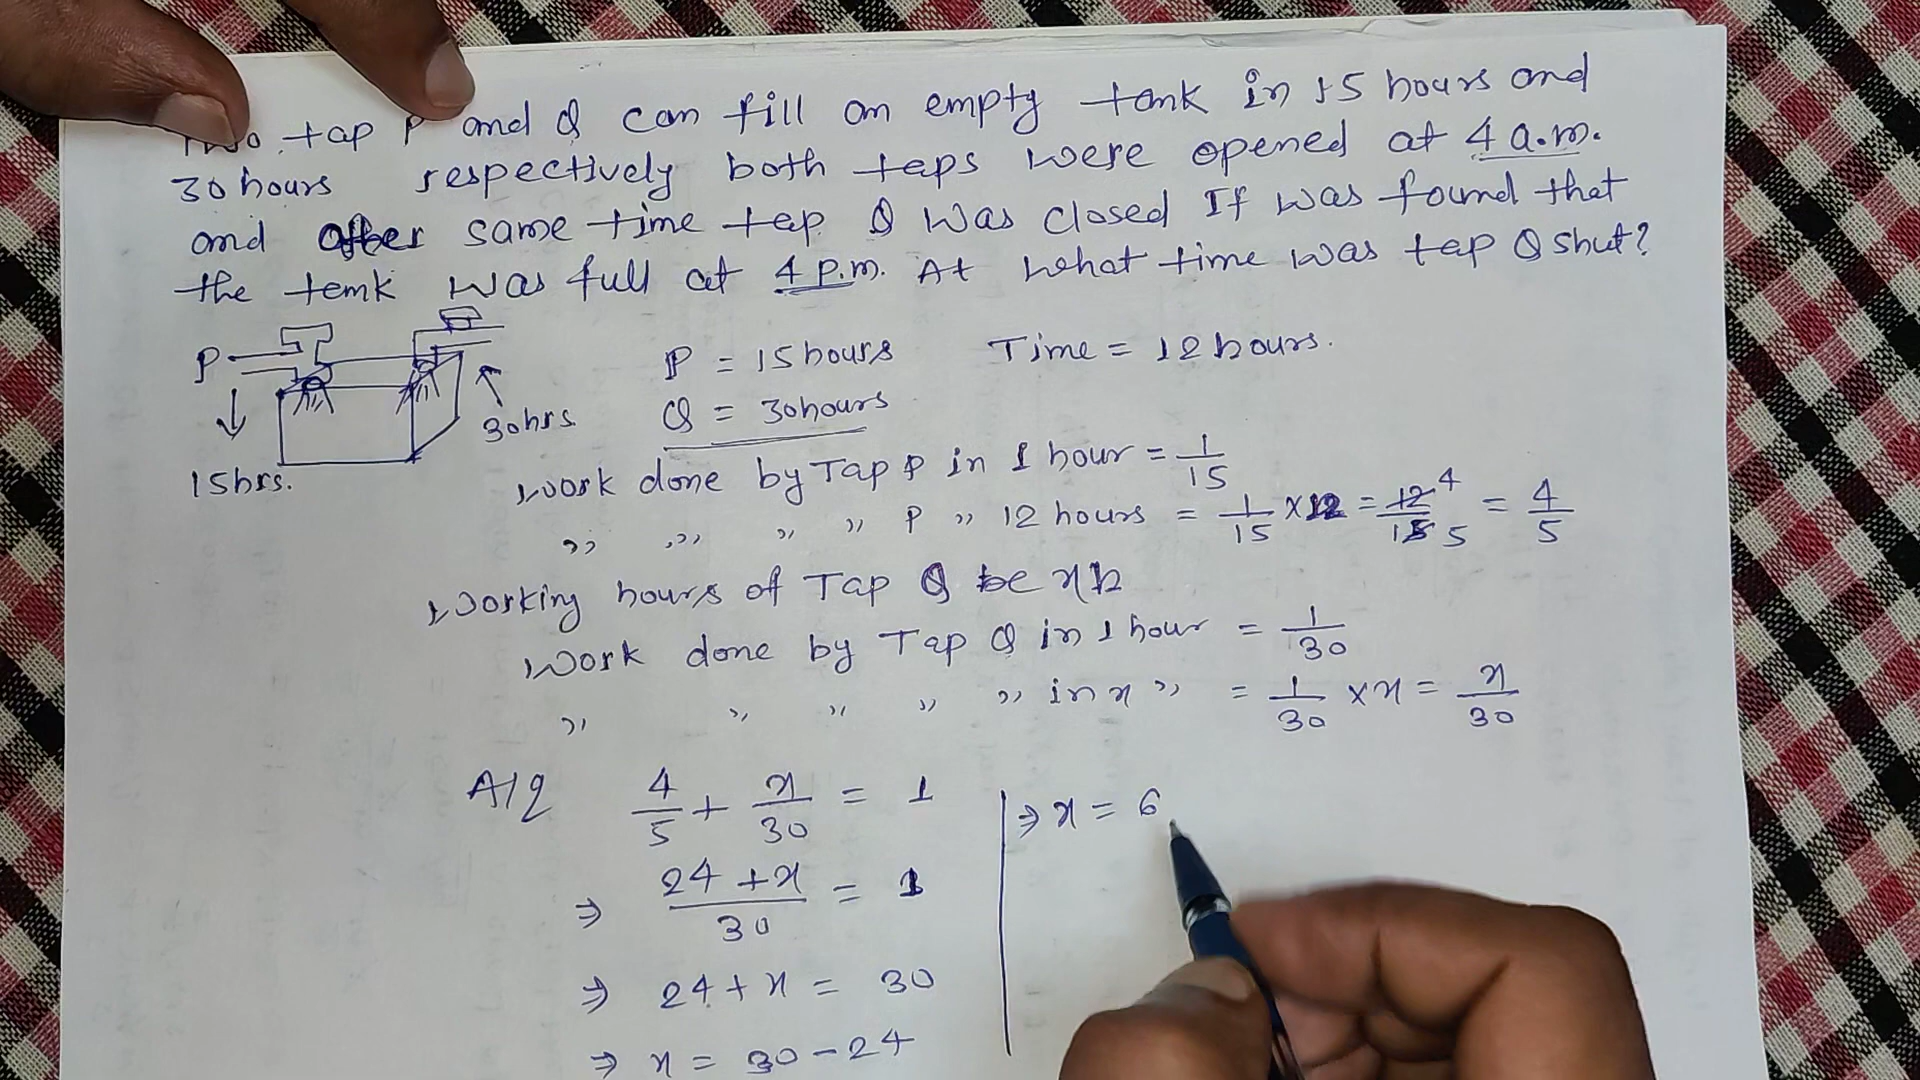 Two tap P and Q can fill an empty tank in 15 hours and
30 hours respectively both taps were opened at 4 a.m.
and after some time tap Q was closed If was found that
the tank was full at 4 p.m. At what time was tap Q shut?
P
15hrs.
30hrs.
P = 15 hours Time = 12 hours.
Q = 30 hours
Work done by Tap P in 1 hour = 1/15
,, ,, ,, ,, P ,, 12 hours = 1/15 × 12 = 12 4/15 5 = 4/5
Working hours of Tap Q be x h
Work done by Tap Q in 1 hour = 1/30
,, ,, ,, ,, ,, in x ,, = 1/30 × x = x/30
A/q 4/5 + x/30 = 1
⇒ 24 + x/30 = 1
⇒ 24 + x = 30
⇒ x = 30 - 24
⇒ x = 6